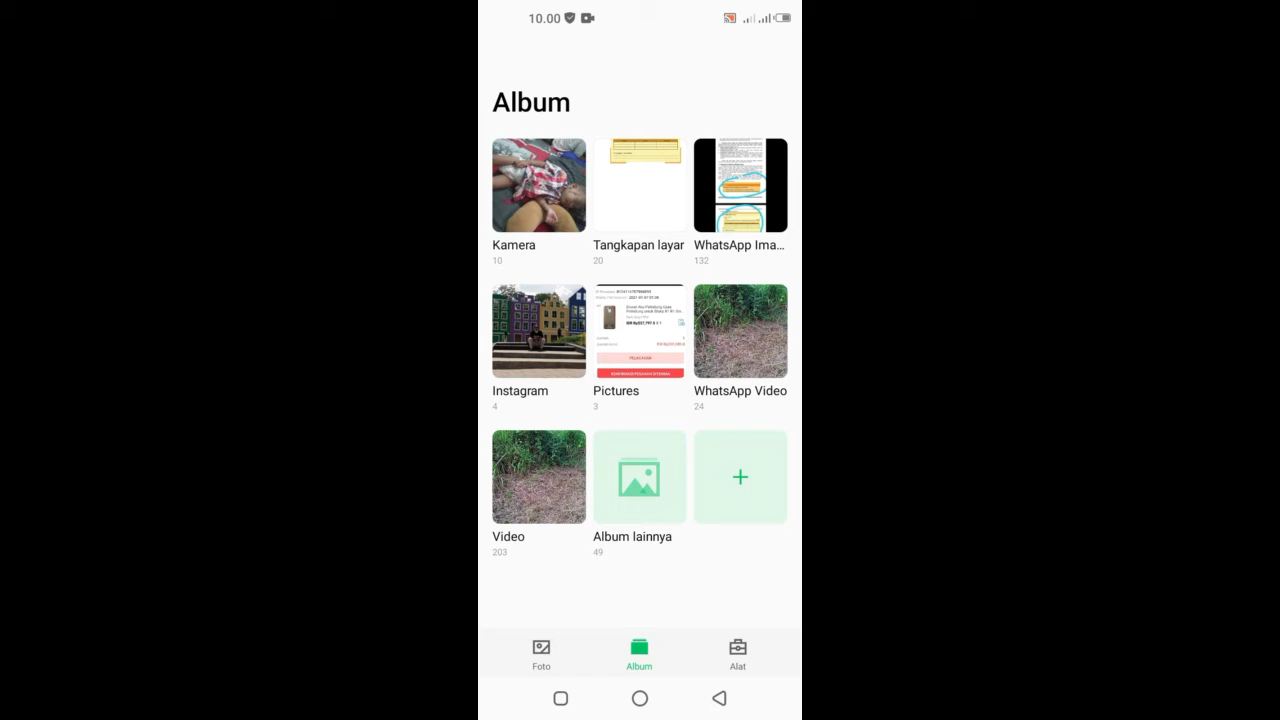 10.00
Album
Kamera
10
Tangkapan layar
20
WhatsApp Ima...
132
Instagram
4
Pictures
3
WhatsApp Video
24
Video
203
Album lainnya
49
Foto
Album
Alat